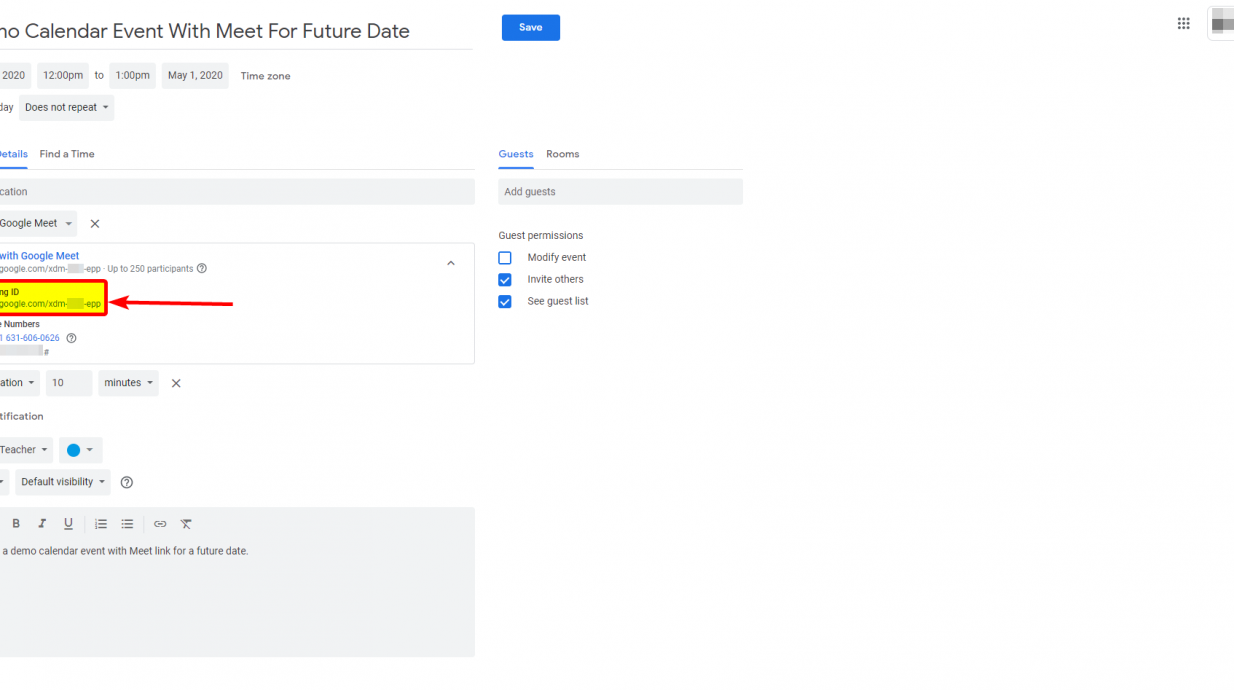 mo Calendar Event With Meet For Future Date
Save
2020 12:00pm to 1:00pm May 1, 2020 Time zone
day Does not repeat
Details Find a Time
Guests Rooms
cation
Add guests
Google Meet
Guest permissions
with Google Meet
google.com/xdm- -epp · Up to 250 participants
Modify event
ng ID
google.com/xdm- -epp
Invite others
See guest list
e Numbers
1 631-606-0626
#
ation 10 minutes
tification
Teacher
Default visibility
B I U
a demo calendar event with Meet link for a future date.